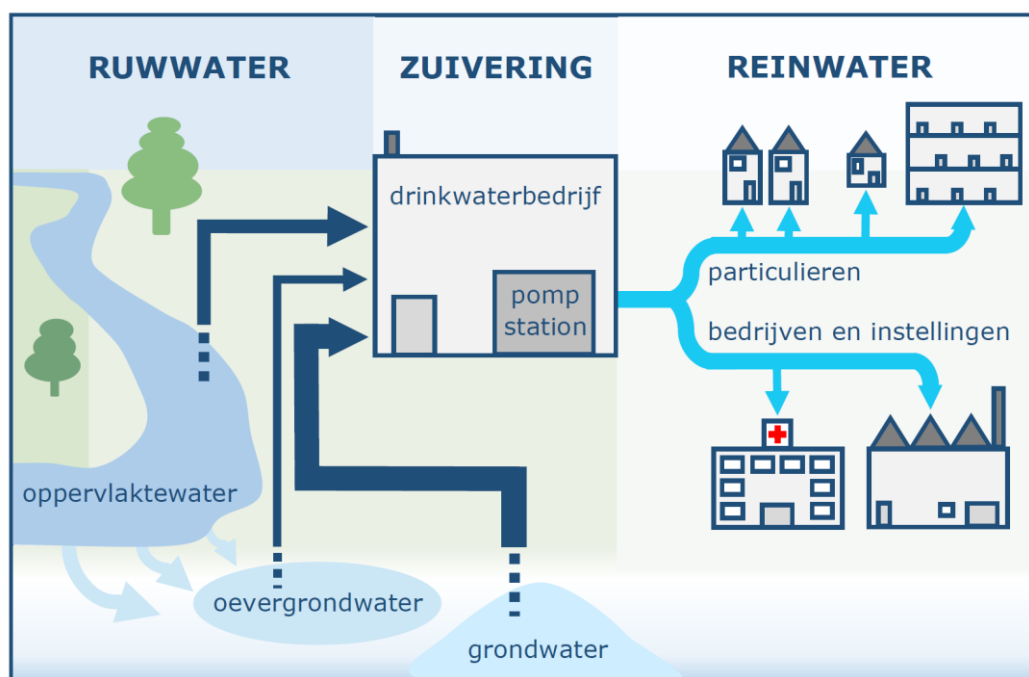 RUWWATER
ZUIVERING
REINWATER
drinkwaterbedrijf
pomp
station
particulieren
bedrijven en instellingen
oppervlaktewater
oevergrondwater
grondwater